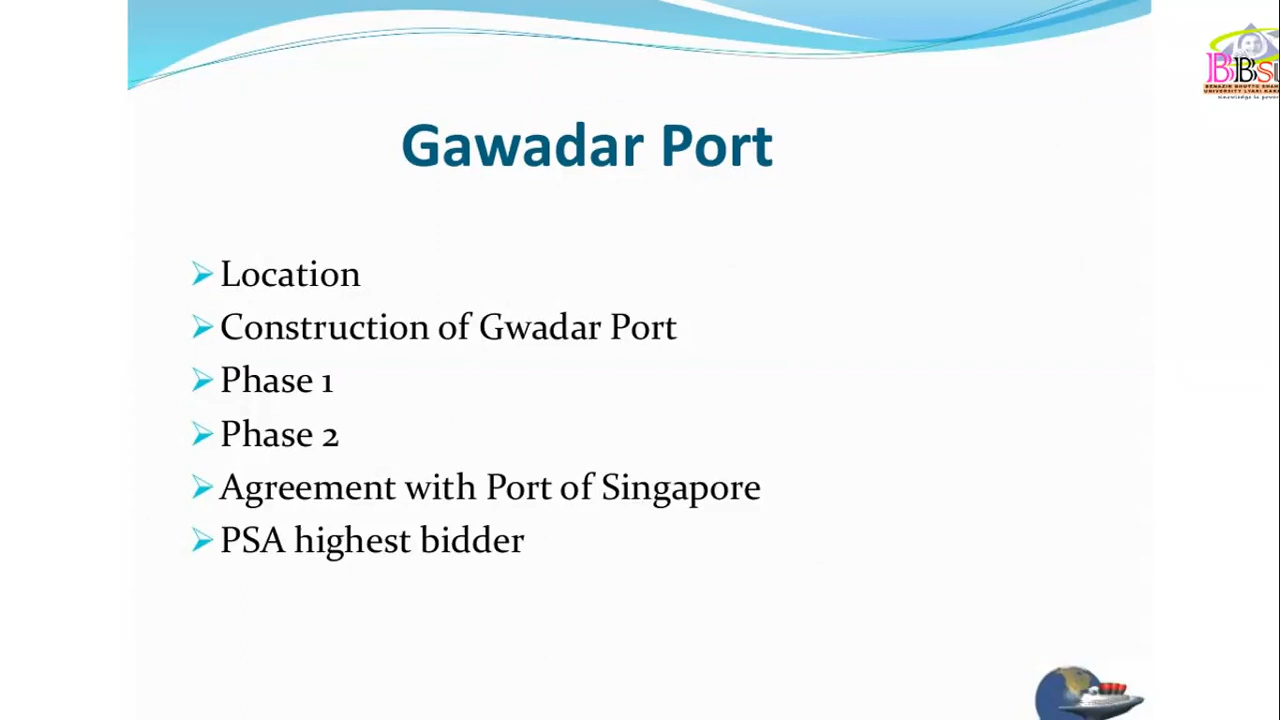 Gawadar Port
Location
Construction of Gwadar Port
Phase 1
Phase 2
Agreement with Port of Singapore
PSA highest bidder
BBS